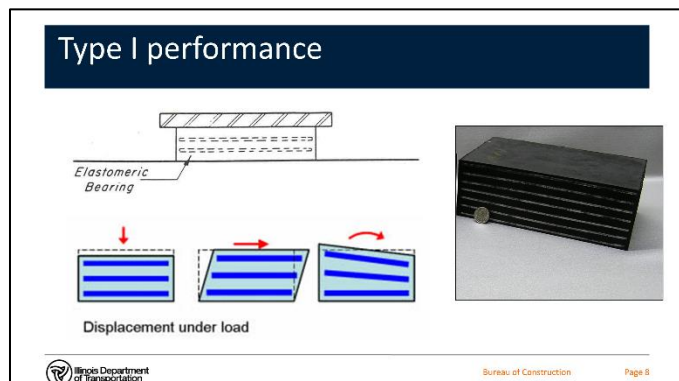 Type I performance
Elastomeric
Bearing
Displacement under load
Illinois Department
of Transportation
Bureau of Construction
Page 8